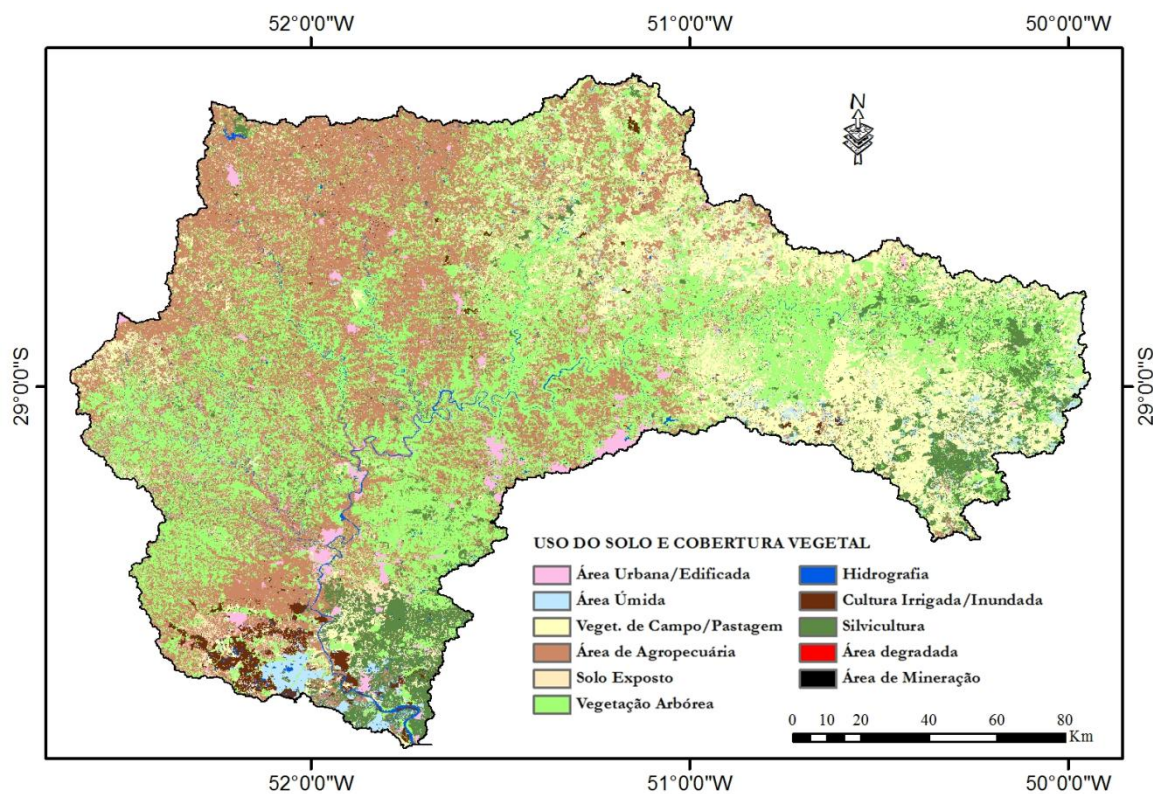 52°0'0"W 51°0'0"W 50°0'0"W
N
29°0'0"S 29°0'0"S
USO DO SOLO E COBERTURA VEGETAL
Área Urbana/Edificada
Área Úmida
Veget. de Campo/Pastagem
Área de Agropecuária
Solo Exposto
Vegetação Arbórea
Hidrografia
Cultura Irrigada/Inundada
Silvicultura
Área degradada
Área de Mineração
0 5 10 20 40 60 80
Km
52°0'0"W 51°0'0"W 50°0'0"W